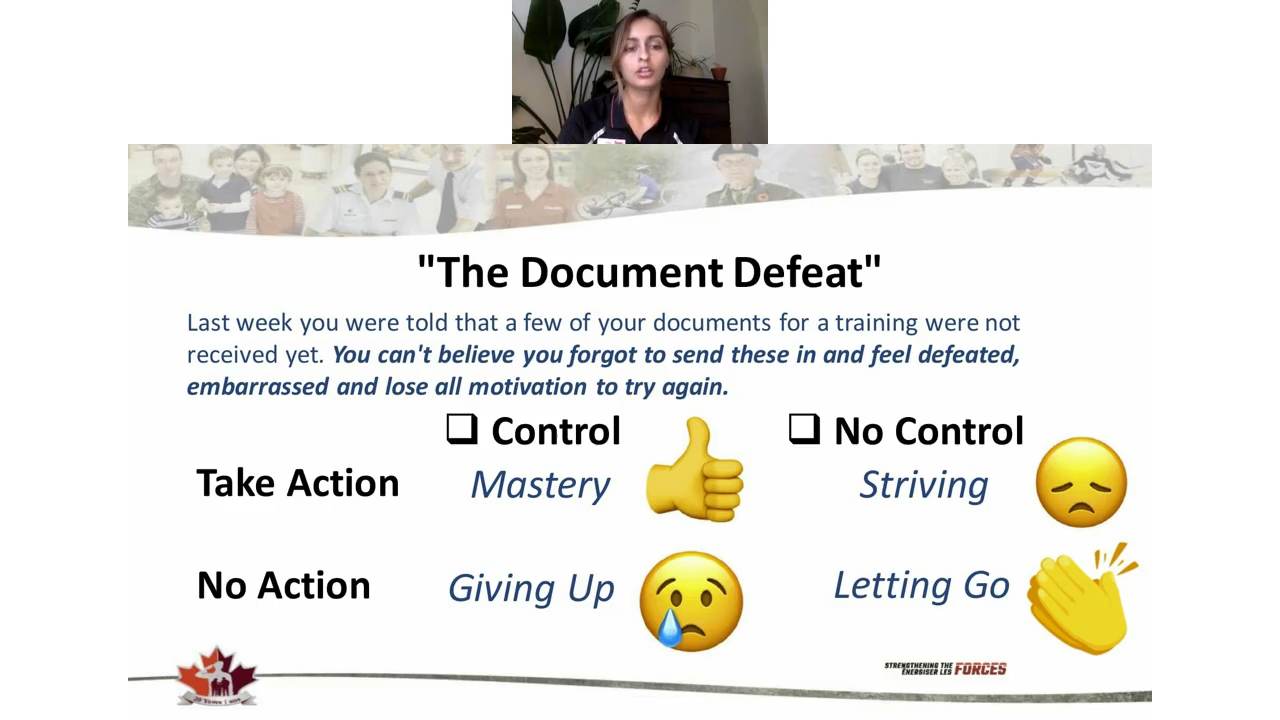 "The Document Defeat"
Last week you were told that a few of your documents for a training were not
received yet. You can't believe you forgot to send these in and feel defeated,
embarrassed and lose all motivation to try again.
❑ Control ❑ No Control
Take Action Mastery Striving
No Action Giving Up Letting Go
STRENGTHENING THE
ENERGISER LES FORCES